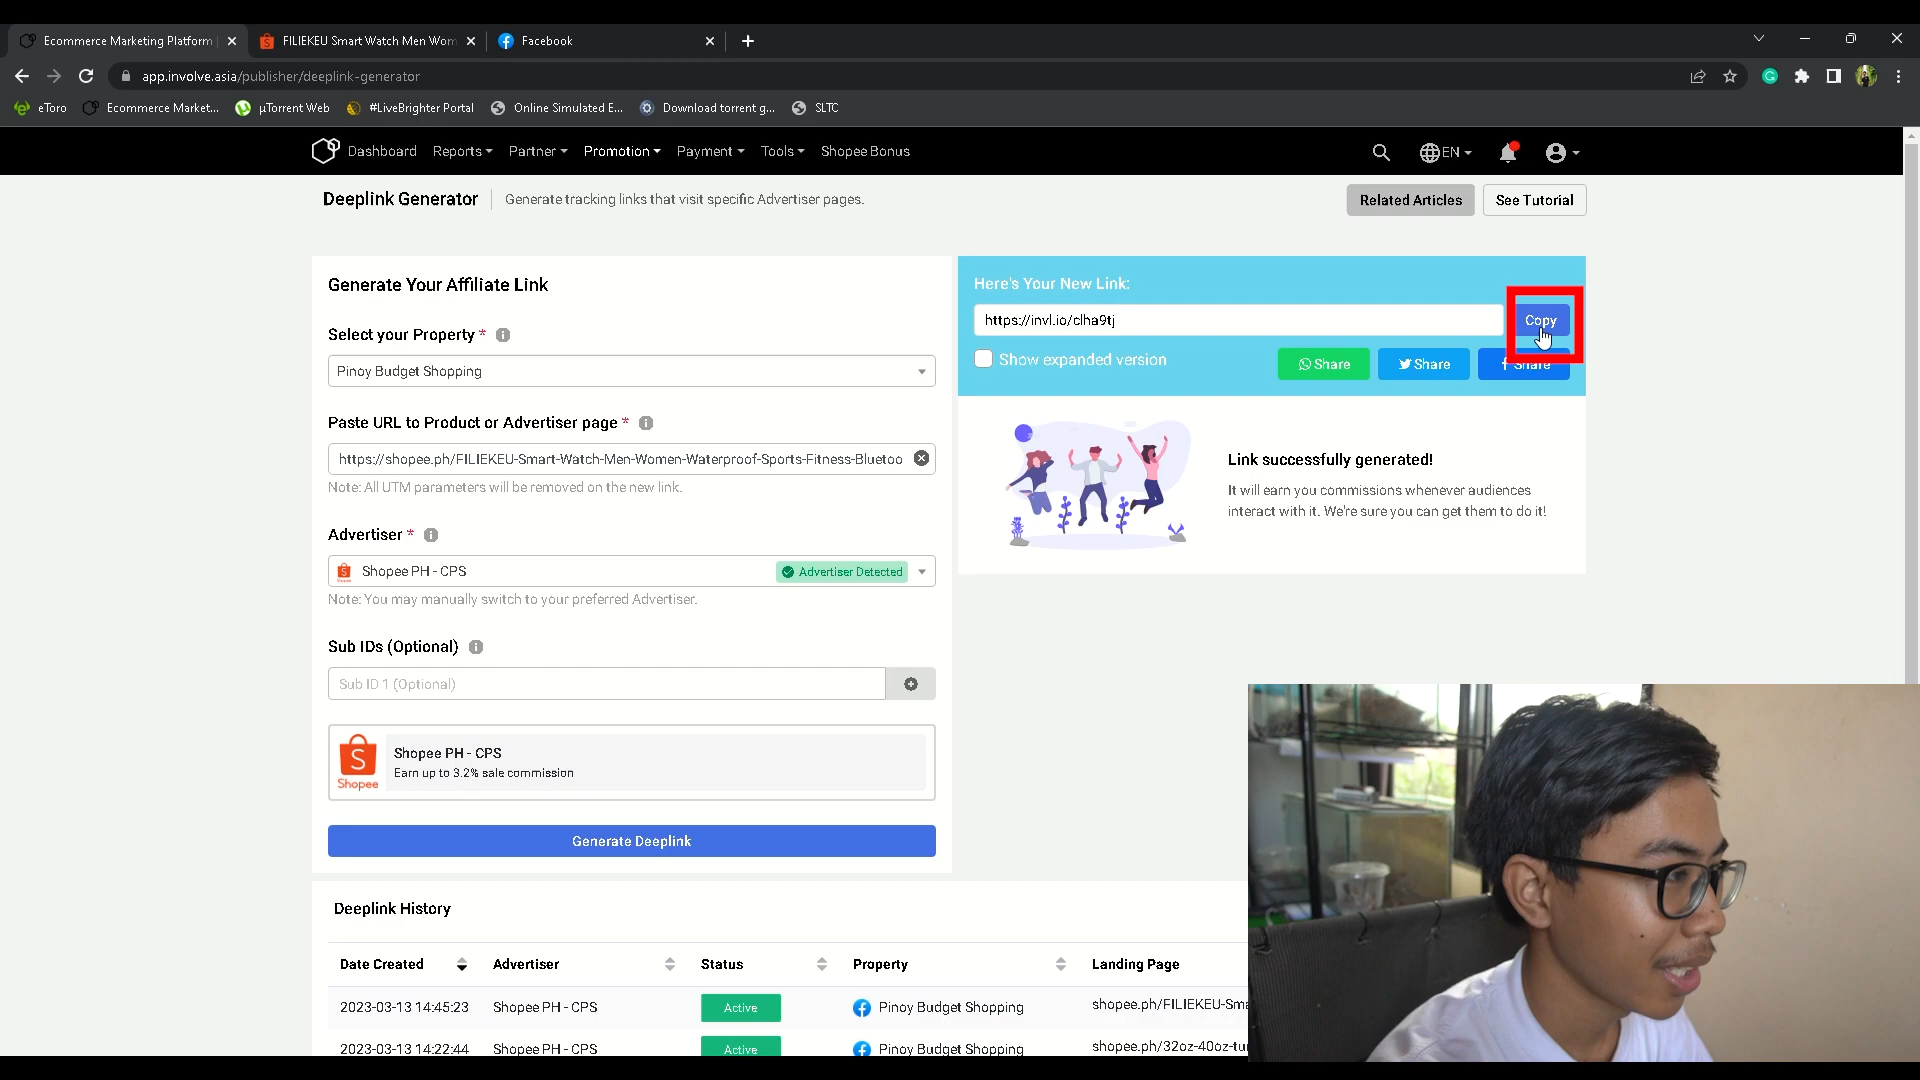 Ecommerce Marketing Platform
FILIEKEU Smart Watch Men Wom
Facebook
app.involve.asia/publisher/deeplink-generator
eToro
Ecommerce Market...
µTorrent Web
#LiveBrighter Portal
Online Simulated E...
Download torrent g...
SLTC
Dashboard
Reports
Partner
Promotion
Payment
Tools
Shopee Bonus
EN
Deeplink Generator
Generate tracking links that visit specific Advertiser pages.
Related Articles
See Tutorial
Generate Your Affiliate Link
Select your Property *
Pinoy Budget Shopping
Paste URL to Product or Advertiser page *
https://shopee.ph/FILIEKEU-Smart-Watch-Men-Women-Waterproof-Sports-Fitness-Bluetoo
Note: All UTM parameters will be removed on the new link.
Advertiser *
Shopee PH - CPS
Advertiser Detected
Note: You may manually switch to your preferred Advertiser.
Sub IDs (Optional)
Sub ID 1 (Optional)
Shopee
Shopee PH - CPS
Earn up to 3.2% sale commission
Generate Deeplink
Here's Your New Link:
https://invl.io/clha9tj
Copy
Show expanded version
Share
Share
Share
Link successfully generated!
It will earn you commissions whenever audiences
interact with it. We're sure you can get them to do it!
Deeplink History
Date Created
Advertiser
Status
Property
Landing Page
2023-03-13 14:45:23
Shopee PH - CPS
Active
Pinoy Budget Shopping
shopee.ph/FILIEKEU-Sma
2023-03-13 14:22:44
Shopee PH - CPS
Active
Pinoy Budget Shopping
shopee.ph/32oz-40oz-tu